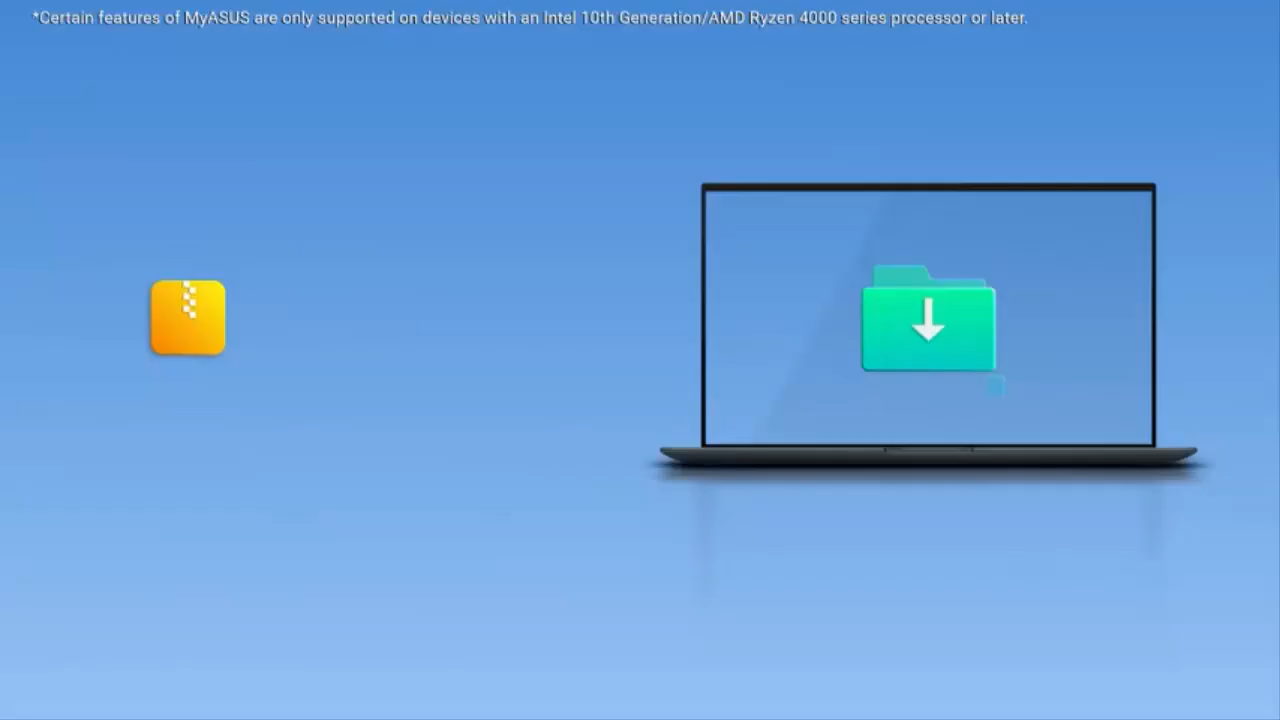 *Certain features of MyASUS are only supported on devices with an Intel 10th Generation/AMD Ryzen 4000 series processor or later.